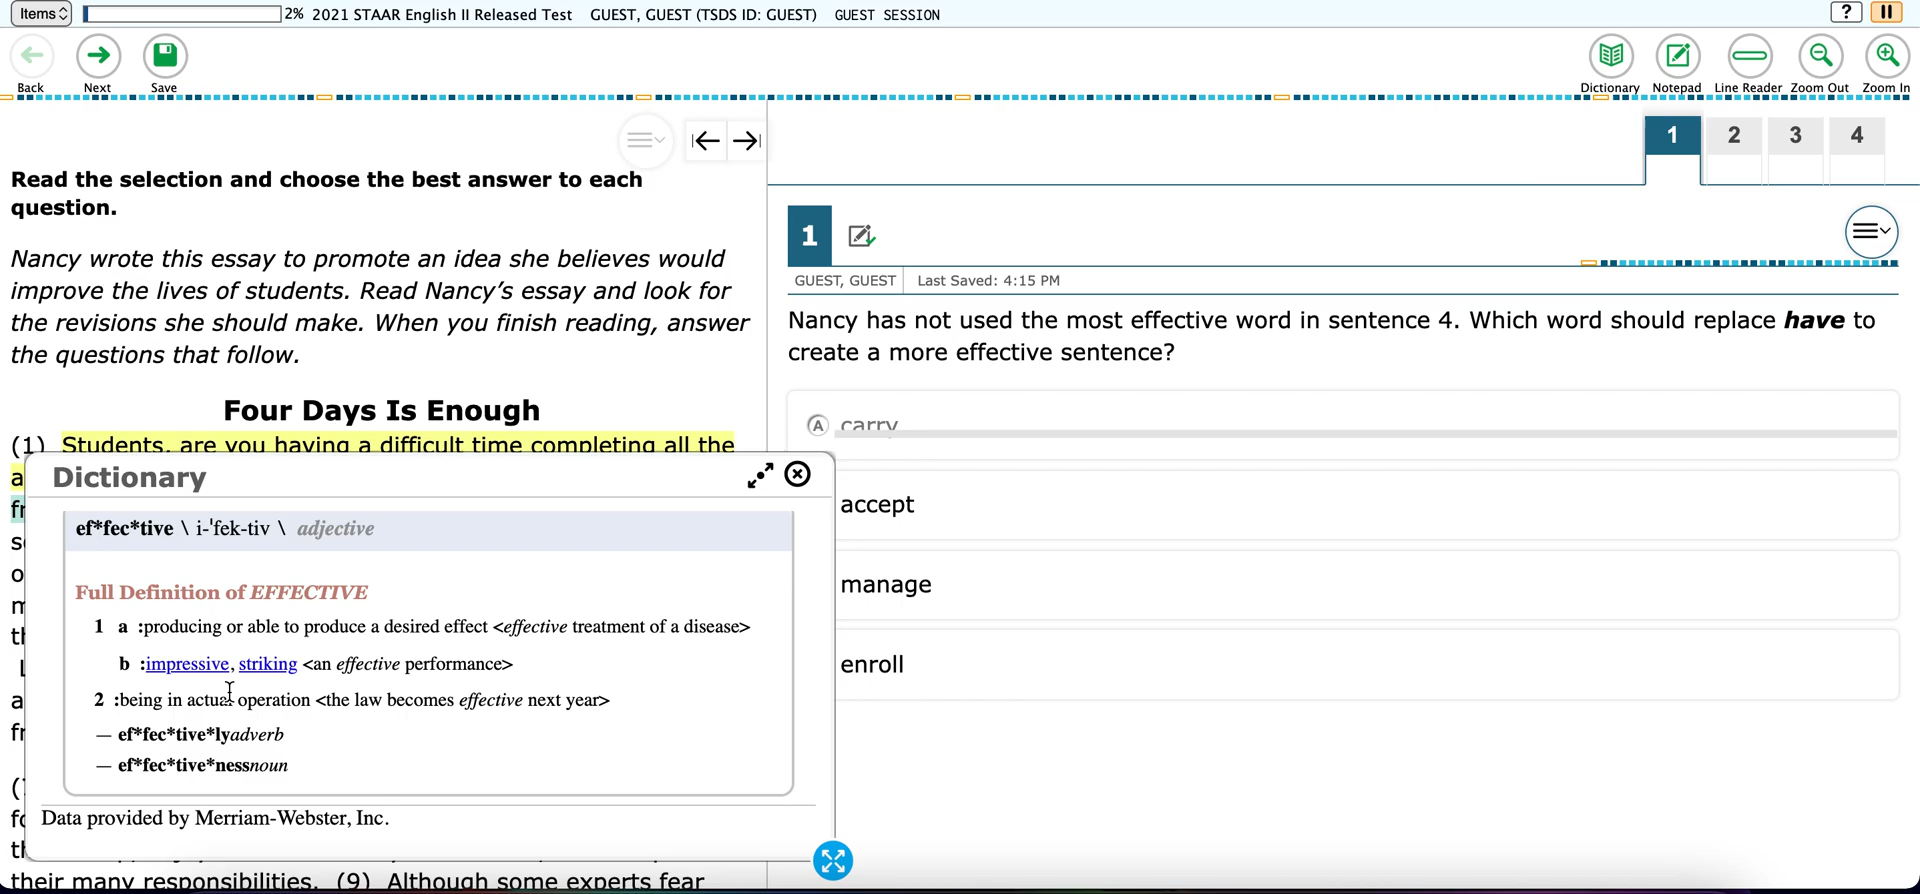 Items 2% 2021 STAAR English II Released Test GUEST, GUEST (TSDS ID: GUEST) GUEST SESSION ?
Back Next Save Dictionary Notepad Line Reader Zoom Out Zoom In
1 2 3 4
Read the selection and choose the best answer to each
question.
Nancy wrote this essay to promote an idea she believes would
improve the lives of students. Read Nancy's essay and look for
the revisions she should make. When you finish reading, answer
the questions that follow.
Four Days Is Enough
(1) Students, are you having a difficult time completing all the
Dictionary
ef*fec*tive \ i-ˈfek-tiv \ adjective
Full Definition of EFFECTIVE
1 a :producing or able to produce a desired effect <effective treatment of a disease>
b :impressive, striking <an effective performance>
2 :being in actual operation <the law becomes effective next year>
— ef*fec*tive*lyadverb
— ef*fec*tive*nessnoun
Data provided by Merriam-Webster, Inc.
their many responsibilities. (9) Although some experts fear
1
GUEST, GUEST Last Saved: 4:15 PM
Nancy has not used the most effective word in sentence 4. Which word should replace have to
create a more effective sentence?
A carry
accept
manage
enroll